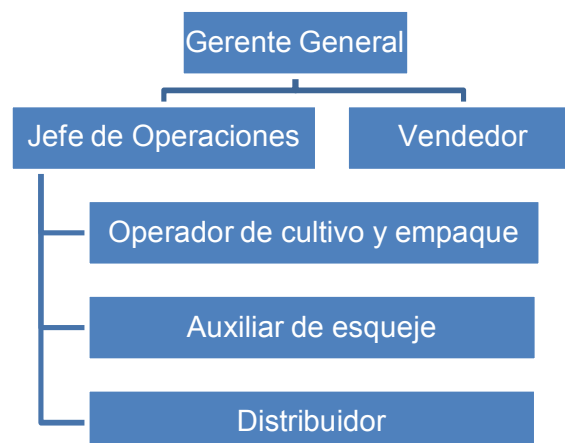 Gerente General
Jefe de Operaciones
Vendedor
Operador de cultivo y empaque
Auxiliar de esqueje
Distribuidor